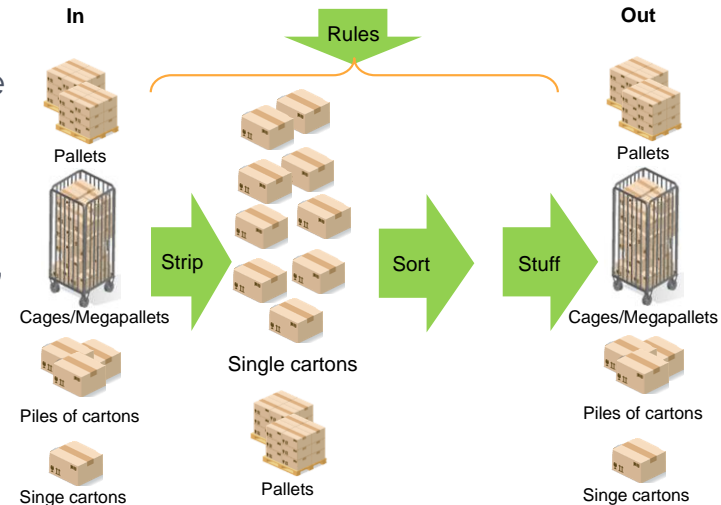 In
Rules
Out
e
Pallets
Pallets
Strip
Sort
Stuff
Cages/Megapallets
Cages/Megapallets
Single cartons
Piles of cartons
Piles of cartons
Pallets
Singe cartons
Singe cartons